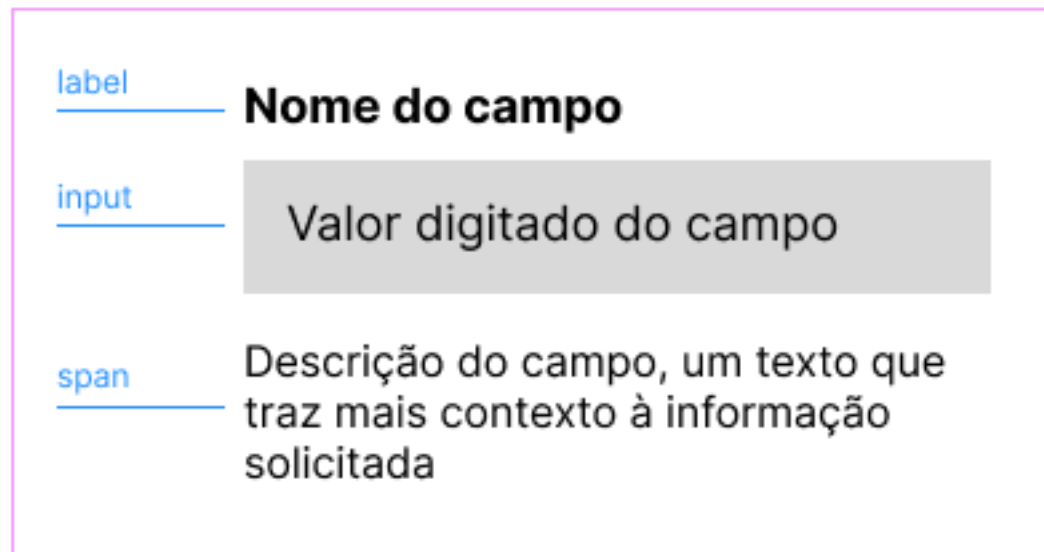 label
Nome do campo
input
Valor digitado do campo
span
Descrição do campo, um texto que
traz mais contexto à informação
solicitada